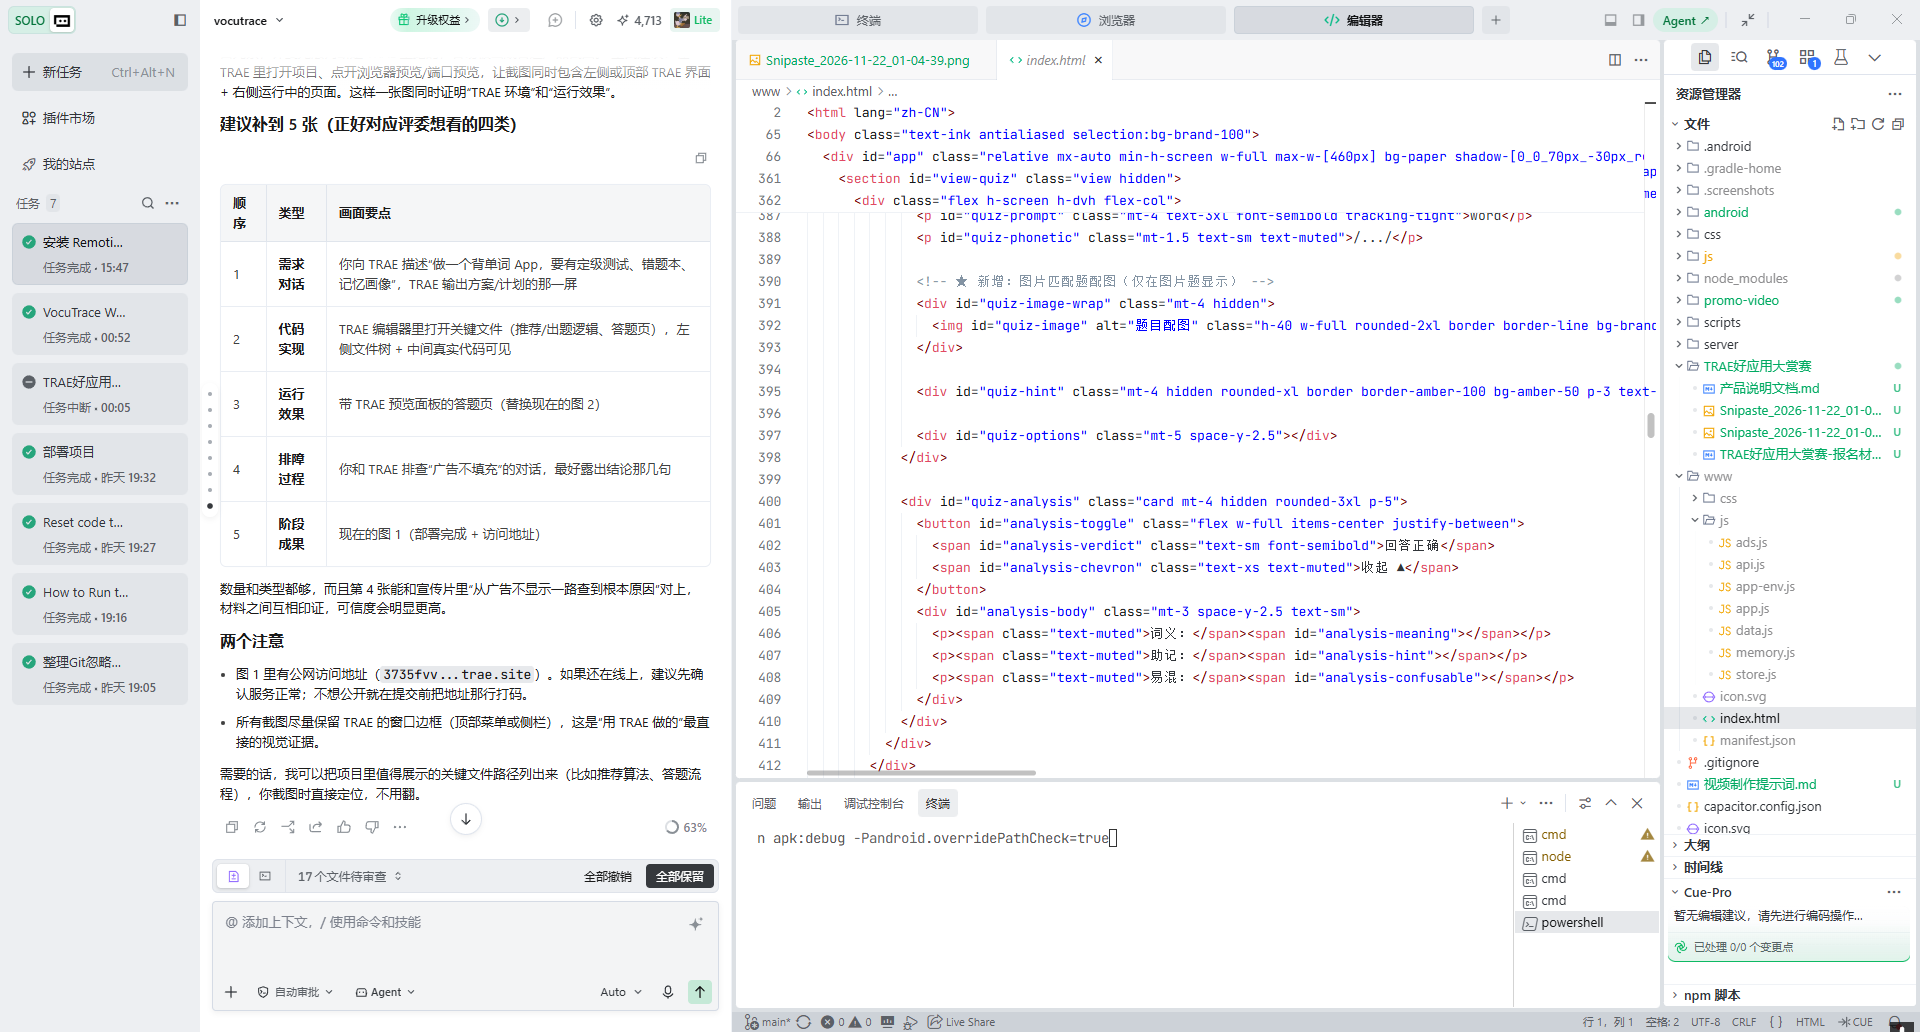 SOLO
新任务 Ctrl+Alt+N
插件市场
我的站点
任务 7
安装 Remoti...
任务完成 • 15:47
VocuTrace W...
任务完成 • 00:52
TRAE好应用...
任务中断 • 00:05
部署项目
任务完成 • 昨天 19:32
Reset code t...
任务完成 • 昨天 19:27
How to Run t...
任务完成 • 19:16
整理Git忽略...
任务完成 • 昨天 19:05
vocutrace
升级权益 >
4,713
Lite
TRAE 里打开项目、点开浏览器预览/端口预览，让截图同时包含左侧或顶部 TRAE 界面
+ 右侧运行中的页面。这样一张图同时证明“TRAE 环境”和“运行效果”。
建议补到 5 张（正好对应评委想看的四类）
顺序 类型 画面要点
1 需求对话 你向 TRAE 描述“做一个背单词 App，要有定级测试、错题本、
记忆画像”，TRAE 输出方案/计划的那一屏
2 代码实现 TRAE 编辑器里打开关键文件（推荐/出题逻辑、答题页），左
侧文件树 + 中间真实代码可见
3 运行效果 带 TRAE 预览面板的答题页（替换现在的图 2）
4 排障过程 你和 TRAE 排查“广告不填充”的对话，最好露出结论那几句
5 阶段成果 现在的图 1（部署完成 + 访问地址）
数量和类型都够，而且第 4 张能和宣传片里“从广告不显示一路查到根本原因”对上，
材料之间互相印证，可信度会明显更高。
两个注意
• 图 1 里有公网访问地址（3735fvv...trae.site）。如果还在线上，建议先确
认服务正常；不想公开就在提交前把地址那行打码。
• 所有截图尽量保留 TRAE 的窗口边框（顶部菜单或侧栏），这是“用 TRAE 做的”最直
接的视觉证据。
需要的话，我可以把项目里值得展示的关键文件路径列出来（比如推荐算法、答题流
程），你截图时直接定位，不用翻。
63%
17 个文件待审查 全部撤销 全部保留
@ 添加上下文，/ 使用命令和技能
自动审批 Agent Auto
终端 浏览器 编辑器 Agent
Snipaste_2026-11-22_01-04-39.png index.html
www > index.html > ...
2 <html lang="zh-CN">
65 <body class="text-ink antialiased selection:bg-brand-100">
66 <div id="app" class="relative mx-auto min-h-screen w-full max-w-[460px] bg-paper shadow-[0_0_70px_-30px_r
361 <section id="view-quiz" class="view hidden">
362 <div class="flex h-screen h-dvh flex-col">
387 <p id="quiz-prompt" class="mt-4 text-3xl font-semibold tracking-tight">word</p>
388 <p id="quiz-phonetic" class="mt-1.5 text-sm text-muted">/.../</p>
389
390 <!-- ★ 新增：图片匹配题配图（仅在图片题显示） -->
391 <div id="quiz-image-wrap" class="mt-4 hidden">
392 <img id="quiz-image" alt="题目配图" class="h-40 w-full rounded-2xl border border-line bg-bran
393 </div>
394
395 <div id="quiz-hint" class="mt-4 hidden rounded-xl border border-amber-100 bg-amber-50 p-3 text-
396
397 <div id="quiz-options" class="mt-5 space-y-2.5"></div>
398 </div>
399
400 <div id="quiz-analysis" class="card mt-4 hidden rounded-3xl p-5">
401 <button id="analysis-toggle" class="flex w-full items-center justify-between">
402 <span id="analysis-verdict" class="text-sm font-semibold">回答正确</span>
403 <span id="analysis-chevron" class="text-xs text-muted">收起 ▲</span>
404 </button>
405 <div id="analysis-body" class="mt-3 space-y-2.5 text-sm">
406 <p><span class="text-muted">词义：</span><span id="analysis-meaning"></span></p>
407 <p><span class="text-muted">助记：</span><span id="analysis-hint"></span></p>
408 <p><span class="text-muted">易混：</span><span id="analysis-confusable"></span></p>
409 </div>
410 </div>
411 </div>
412 </div>
问题 输出 调试控制台 终端
n apk:debug -Pandroid.overridePathCheck=true
cmd
node
cmd
cmd
powershell
102 1
资源管理器
文件
.android
.gradle-home
.screenshots
android
css
js
node_modules
promo-video
scripts
server
TRAE好应用大赏赛
产品说明文档.md U
Snipaste_2026-11-22_01-0... U
Snipaste_2026-11-22_01-0... U
TRAE好应用大赏赛-报名材... U
www
css
js
JS ads.js
JS api.js
JS app-env.js
JS app.js
JS data.js
JS memory.js
JS store.js
icon.svg
index.html
manifest.json
.gitignore
视频制作提示词.md U
capacitor.config.json
icon.svg
大纲
时间线
Cue-Pro
暂无编辑建议，请先进行编码操作...
已处理 0/0 个变更点
npm 脚本
main* 0 0 Live Share 行 1，列 1 空格: 2 UTF-8 CRLF { } HTML CUE